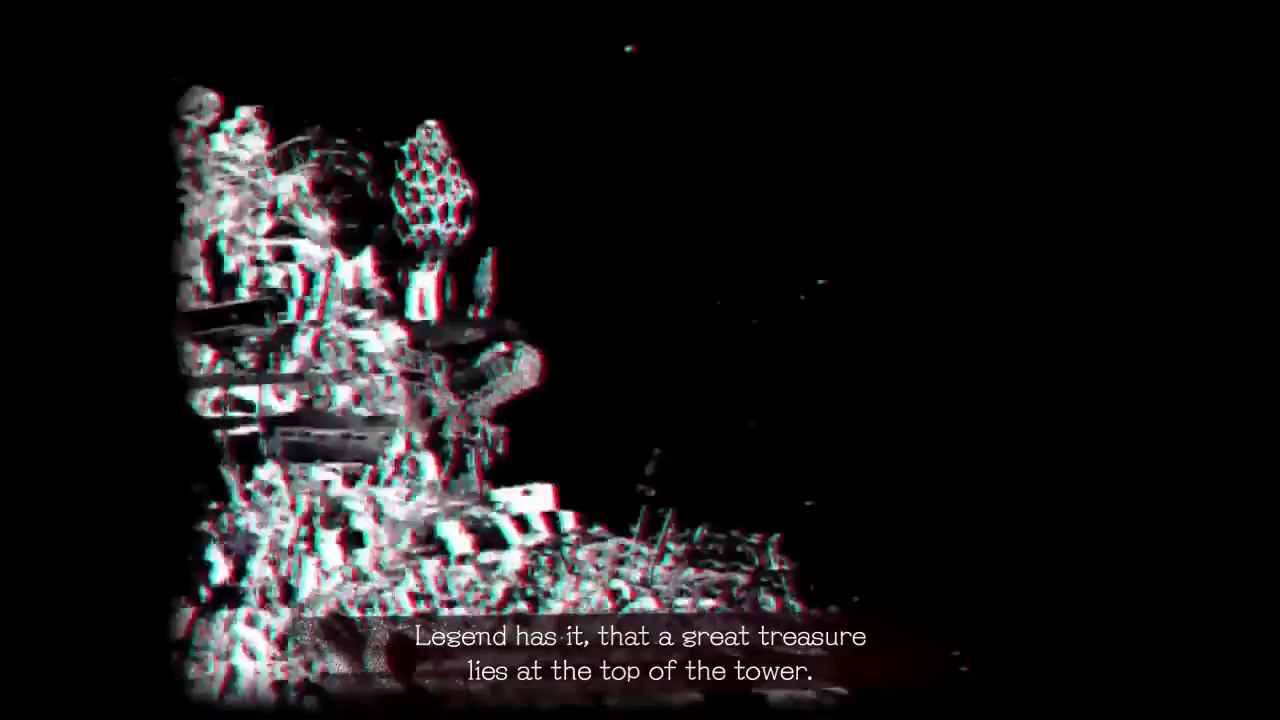 Legend has it, that a great treasure
lies at the top of the tower.